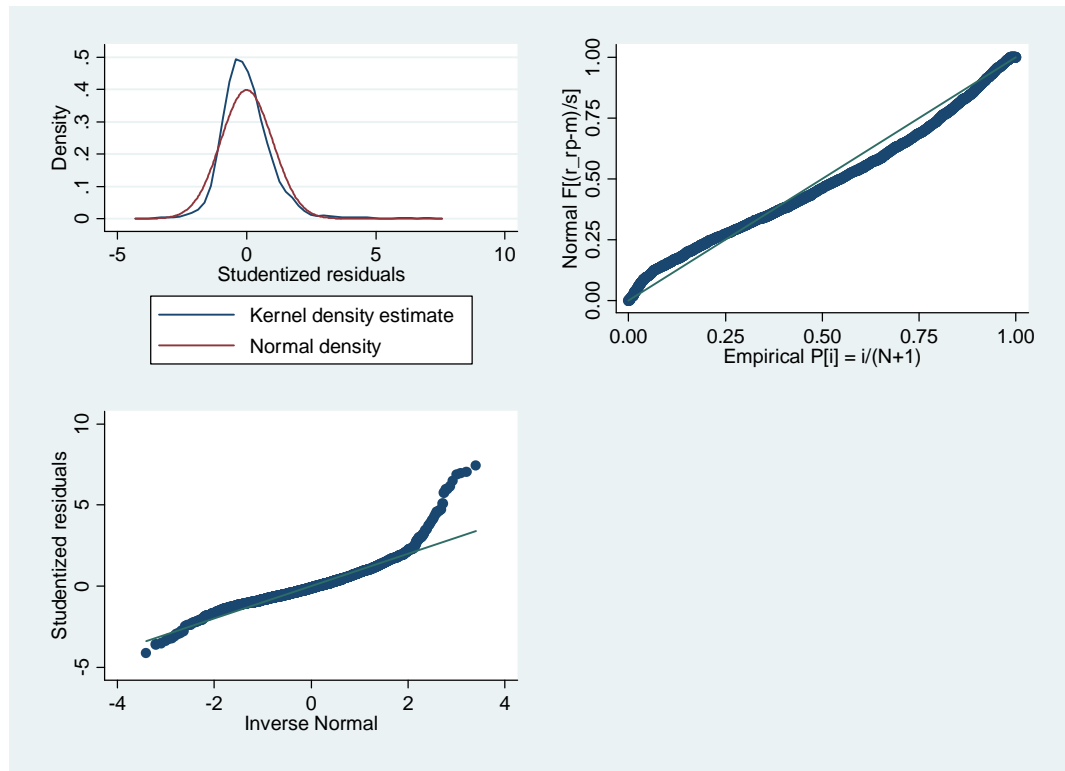 Density
0 .1 .2 .3 .4 .5
-5 0 5 10
Studentized residuals
Kernel density estimate
Normal density
Normal F[(r_rp-m)/s]
0.00 0.25 0.50 0.75 1.00
0.00 0.25 0.50 0.75 1.00
Empirical P[i] = i/(N+1)
Studentized residuals
-5 0 5 10
-4 -2 0 2 4
Inverse Normal